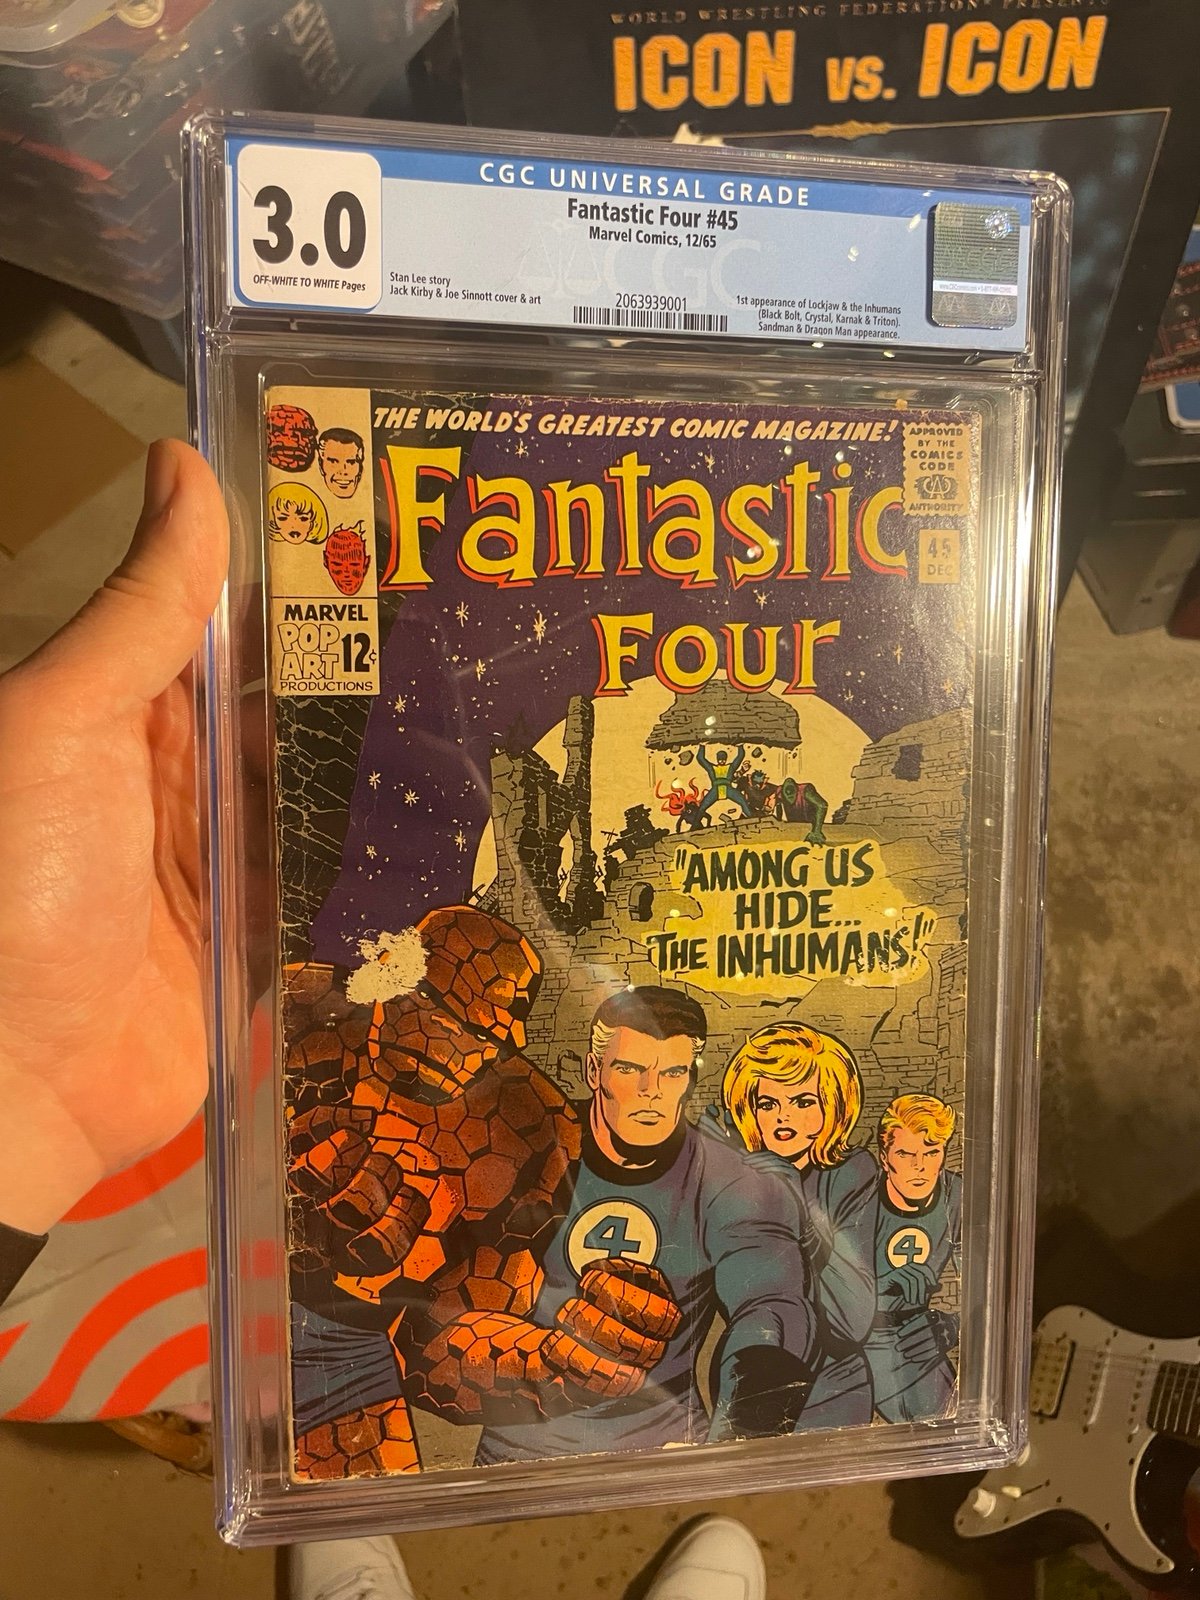 WORLD WRESTLING FEDERATION PRESENTS
ICON VS. ICON
CGC UNIVERSAL GRADE
3.0
OFF-WHITE TO WHITE Pages
Fantastic Four #45
Marvel Comics, 12/65
Stan Lee story
Jack Kirby & Joe Sinnott cover & art
2063939001
1st appearance of Lockjaw & the Inhumans
(Black Bolt, Crystal, Karnak & Triton).
Sandman & Dragon Man appearance.
CGC
THE WORLD'S GREATEST COMIC MAGAZINE!
Fantastic
Four
APPROVED
BY THE
COMICS
CODE
CA
AUTHORITY
45
DEC
MARVEL
POP
ART
12¢
PRODUCTIONS
"AMONG US
HIDE...
THE INHUMANS!"
4
4